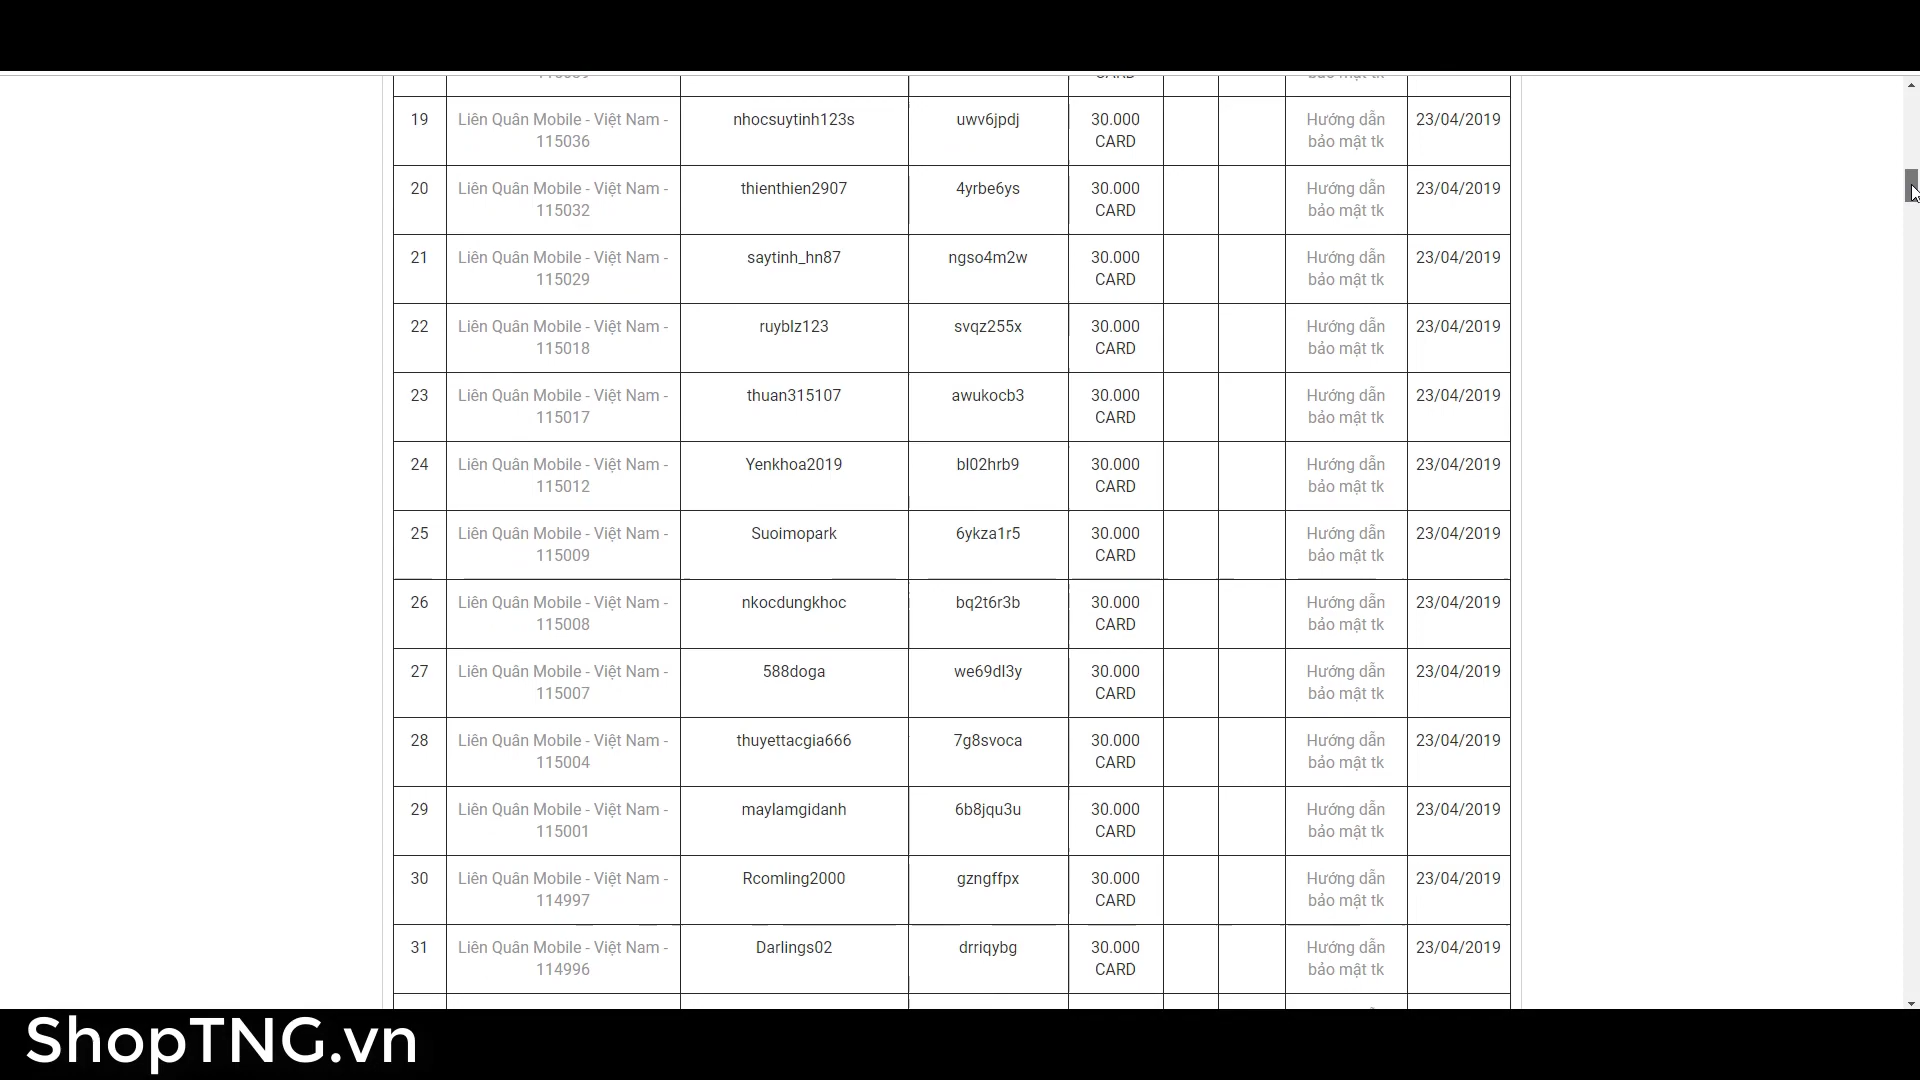 19 Liên Quân Mobile - Việt Nam - nhocsuytinh123s uwv6jpdj 30.000 Hướng dẫn 23/04/2019
115036 CARD bảo mật tk
20 Liên Quân Mobile - Việt Nam - thienthien2907 4yrbe6ys 30.000 Hướng dẫn 23/04/2019
115032 CARD bảo mật tk
21 Liên Quân Mobile - Việt Nam - saytinh_hn87 ngso4m2w 30.000 Hướng dẫn 23/04/2019
115029 CARD bảo mật tk
22 Liên Quân Mobile - Việt Nam - ruyblz123 svqz255x 30.000 Hướng dẫn 23/04/2019
115018 CARD bảo mật tk
23 Liên Quân Mobile - Việt Nam - thuan315107 awukocb3 30.000 Hướng dẫn 23/04/2019
115017 CARD bảo mật tk
24 Liên Quân Mobile - Việt Nam - Yenkhoa2019 bl02hrb9 30.000 Hướng dẫn 23/04/2019
115012 CARD bảo mật tk
25 Liên Quân Mobile - Việt Nam - Suoimopark 6ykza1r5 30.000 Hướng dẫn 23/04/2019
115009 CARD bảo mật tk
26 Liên Quân Mobile - Việt Nam - nkocdungkhoc bq2t6r3b 30.000 Hướng dẫn 23/04/2019
115008 CARD bảo mật tk
27 Liên Quân Mobile - Việt Nam - 588doga we69dl3y 30.000 Hướng dẫn 23/04/2019
115007 CARD bảo mật tk
28 Liên Quân Mobile - Việt Nam - thuyettacgia666 7g8svoca 30.000 Hướng dẫn 23/04/2019
115004 CARD bảo mật tk
29 Liên Quân Mobile - Việt Nam - maylamgidanh 6b8jqu3u 30.000 Hướng dẫn 23/04/2019
115001 CARD bảo mật tk
30 Liên Quân Mobile - Việt Nam - Rcomling2000 gzngffpx 30.000 Hướng dẫn 23/04/2019
114997 CARD bảo mật tk
31 Liên Quân Mobile - Việt Nam - Darlings02 drriqybg 30.000 Hướng dẫn 23/04/2019
114996 CARD bảo mật tk
ShopTNG.vn